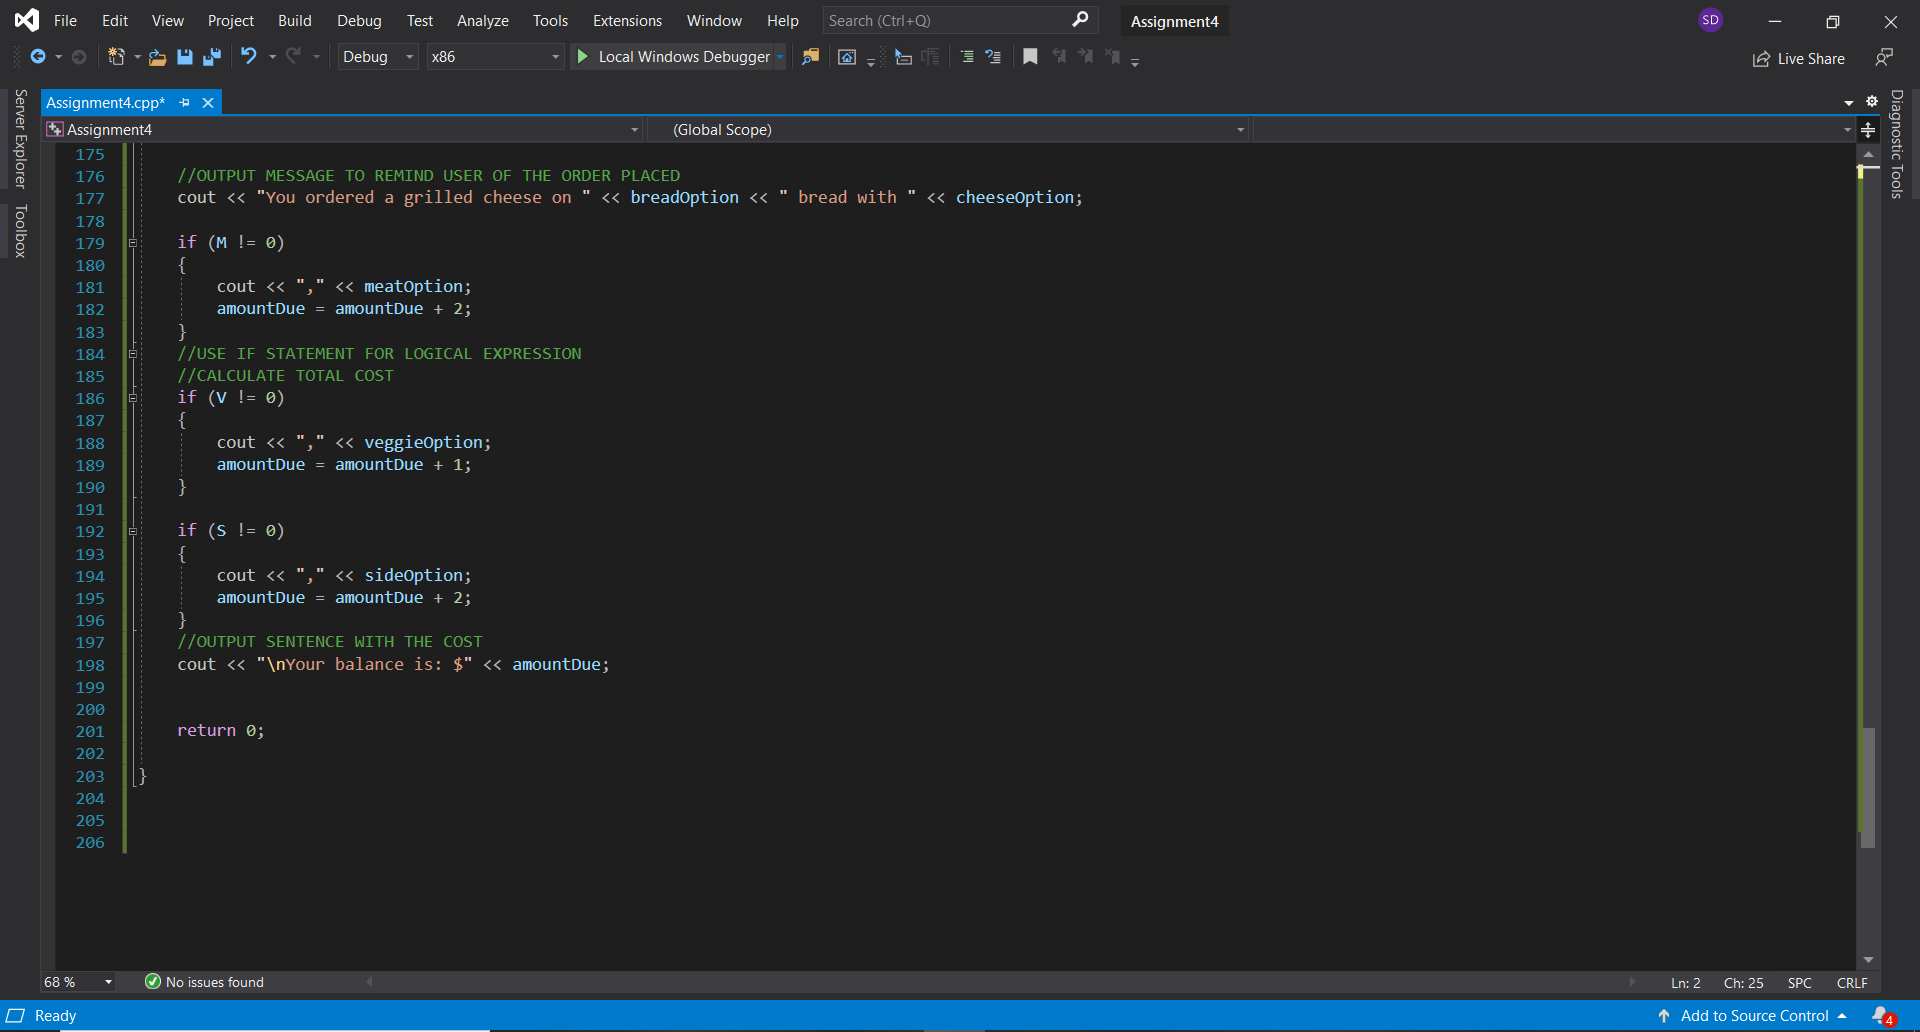 File Edit View Project Build Debug Test Analyze Tools Extensions Window Help Search (Ctrl+Q) Assignment4 SD
Debug x86 Local Windows Debugger Live Share
Server Explorer
Toolbox
Diagnostic Tools
Assignment4.cpp*
Assignment4 (Global Scope)
175
176 //OUTPUT MESSAGE TO REMIND USER OF THE ORDER PLACED
177 cout << "You ordered a grilled cheese on " << breadOption << " bread with " << cheeseOption;
178
179 if (M != 0)
180 {
181 cout << "," << meatOption;
182 amountDue = amountDue + 2;
183 }
184 //USE IF STATEMENT FOR LOGICAL EXPRESSION
185 //CALCULATE TOTAL COST
186 if (V != 0)
187 {
188 cout << "," << veggieOption;
189 amountDue = amountDue + 1;
190 }
191
192 if (S != 0)
193 {
194 cout << "," << sideOption;
195 amountDue = amountDue + 2;
196 }
197 //OUTPUT SENTENCE WITH THE COST
198 cout << "\nYour balance is: $" << amountDue;
199
200
201 return 0;
202
203 }
204
205
206
68 % No issues found Ln: 2 Ch: 25 SPC CRLF
Ready Add to Source Control 4